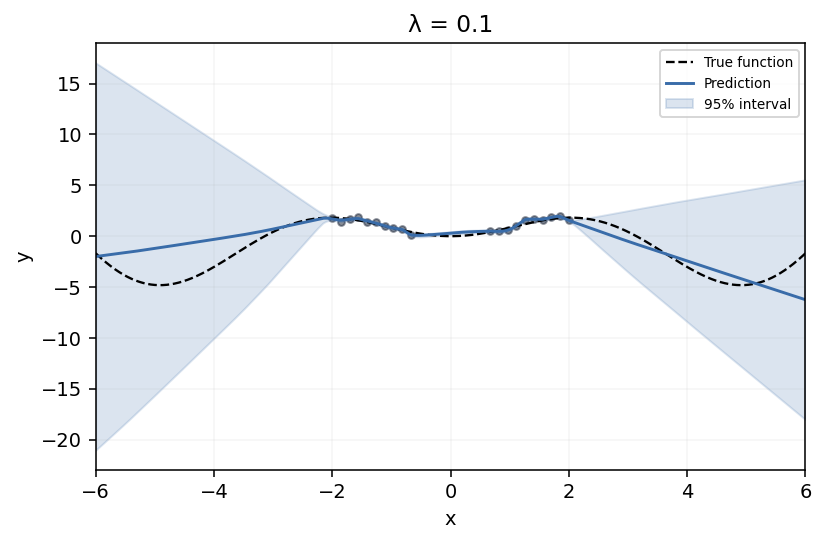 λ = 0.1
True function
Prediction
95% interval
15
10
5
0
−5
−10
−15
−20
y
−6 −4 −2 0 2 4 6
x